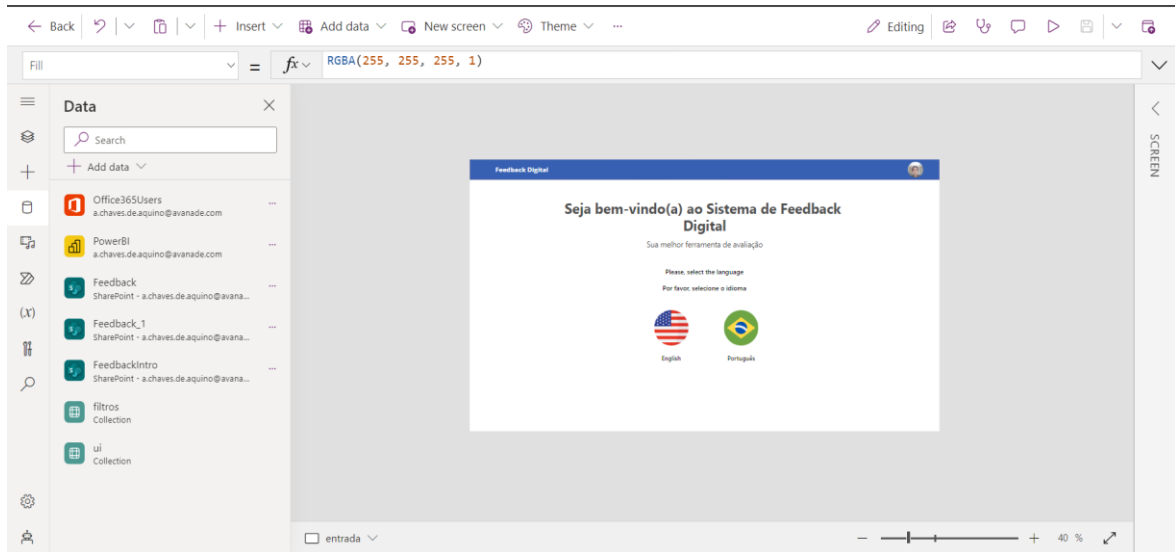 Back
Insert
Add data
New screen
Theme
...
Editing
Fill
=
fx
RGBA(255, 255, 255, 1)
Data
Search
Add data
Office365Users
a.chaves.de.aquino@avanade.com
...
PowerBI
a.chaves.de.aquino@avanade.com
...
Feedback
SharePoint - a.chaves.de.aquino@avana...
...
Feedback_1
SharePoint - a.chaves.de.aquino@avana...
...
FeedbackIntro
SharePoint - a.chaves.de.aquino@avana...
...
filtros
Collection
ui
Collection
(x)
Feedback Digital
Seja bem-vindo(a) ao Sistema de Feedback
Digital
Sua melhor ferramenta de avaliação
Please, select the language
Por favor, selecione o idioma
English
Português
SCREEN
entrada
40 %